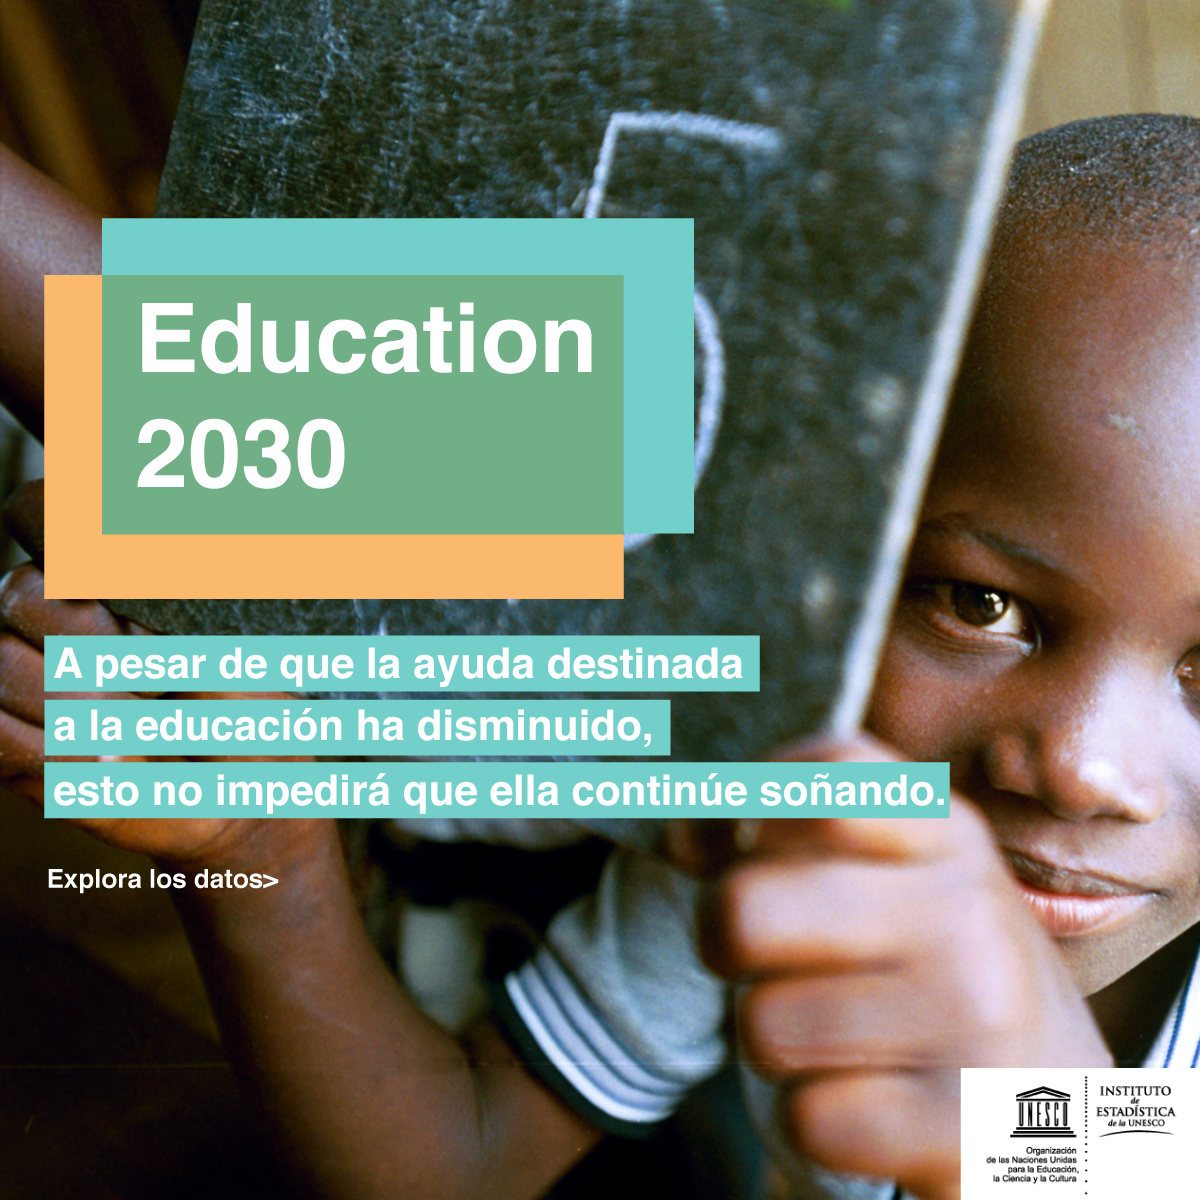 5
Education
2030
A pesar de que la ayuda destinada
a la educación ha disminuido,
esto no impedirá que ella continúe soñando.
Explora los datos>
UNESCO
Organización
de las Naciones Unidas
para la Educación,
la Ciencia y la Cultura
INSTITUTO
de
ESTADÍSTICA
de la UNESCO